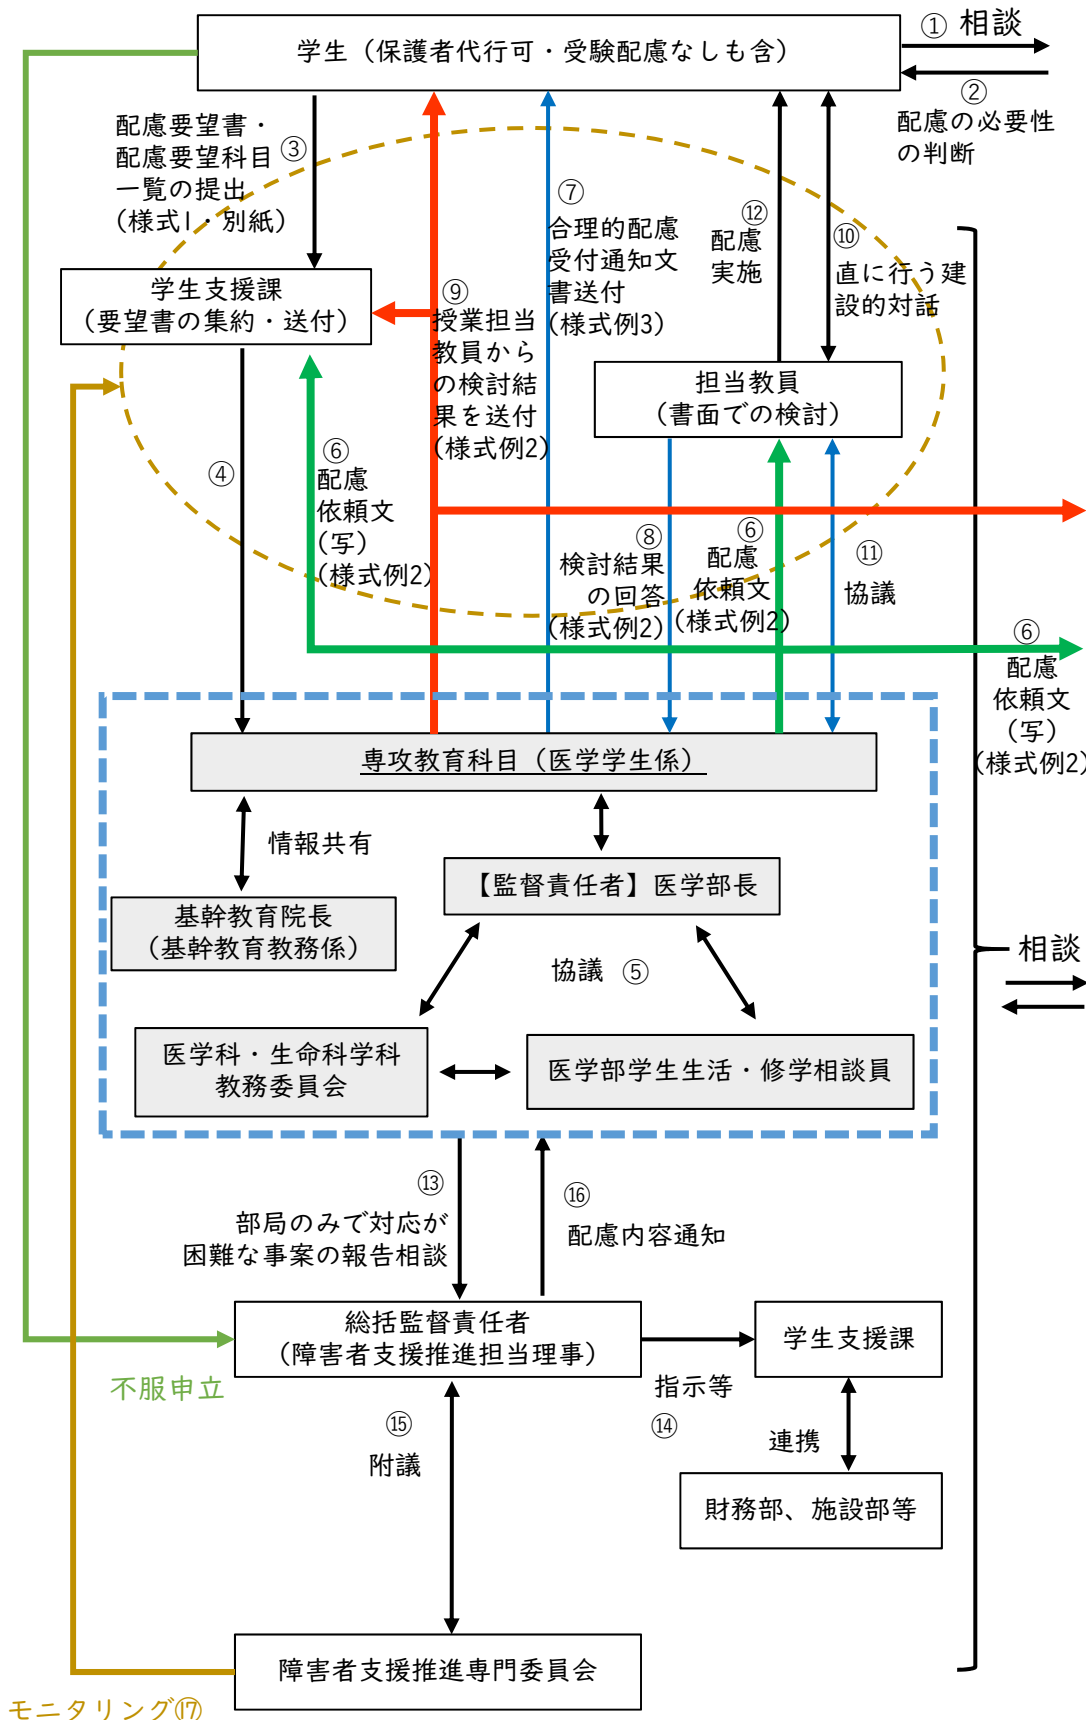 学生（保護者代行可・受験配慮なしも含）
① 相談
②
配慮の必要性
の判断
配慮要望書・
配慮要望科目
一覧の提出
(様式1・別紙)
③
⑦
合理的配慮
受付通知文
書送付
(様式例3)
⑫
配慮
実施
⑩
直に行う建
設的対話
学生支援課
（要望書の集約・送付）
⑨
授業担当
教員から
の検討結
果を送付
(様式例2)
担当教員
（書面での検討）
④
⑥
配慮
依頼文
（写）
(様式例2)
⑧
検討結果
の回答
(様式例2)
⑥
配慮
依頼文
(様式例2)
⑪
協議
⑥
配慮
依頼文
（写）
(様式例2)
専攻教育科目（医学学生係）
情報共有
【監督責任者】医学部長
基幹教育院長
（基幹教育教務係）
協議 ⑤
相談
医学科・生命科学科
教務委員会
医学部学生生活・修学相談員
⑬
部局のみで対応が
困難な事案の報告相談
⑯
配慮内容通知
総括監督責任者
（障害者支援推進担当理事）
学生支援課
不服申立
指示等
⑭
⑮
附議
連携
財務部、施設部等
障害者支援推進専門委員会
モニタリング⑰